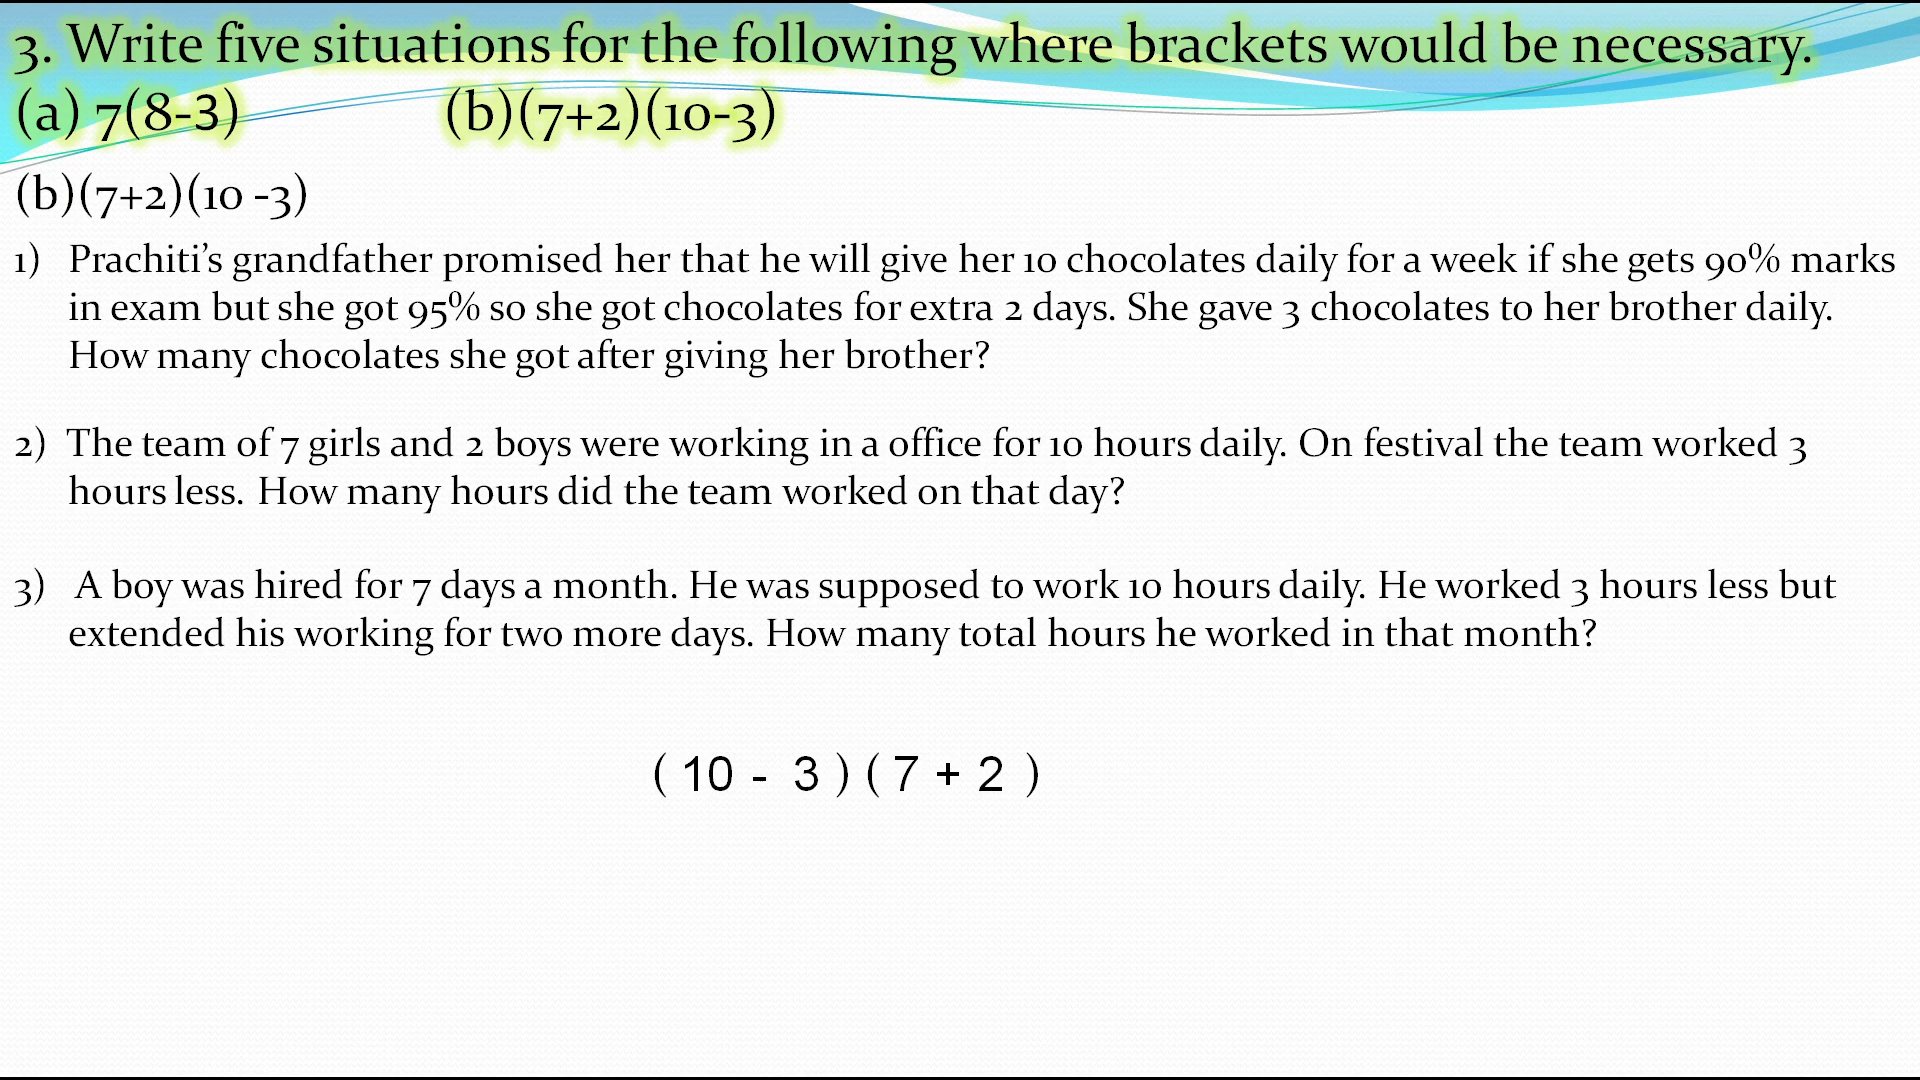 3. Write five situations for the following where brackets would be necessary.
(a) 7(8-3) (b)(7+2)(10-3)
(b)(7+2)(10 -3)
1) Prachiti’s grandfather promised her that he will give her 10 chocolates daily for a week if she gets 90% marks
in exam but she got 95% so she got chocolates for extra 2 days. She gave 3 chocolates to her brother daily.
How many chocolates she got after giving her brother?
2) The team of 7 girls and 2 boys were working in a office for 10 hours daily. On festival the team worked 3
hours less. How many hours did the team worked on that day?
3) A boy was hired for 7 days a month. He was supposed to work 10 hours daily. He worked 3 hours less but
extended his working for two more days. How many total hours he worked in that month?
( 10 - 3 ) ( 7 + 2 )